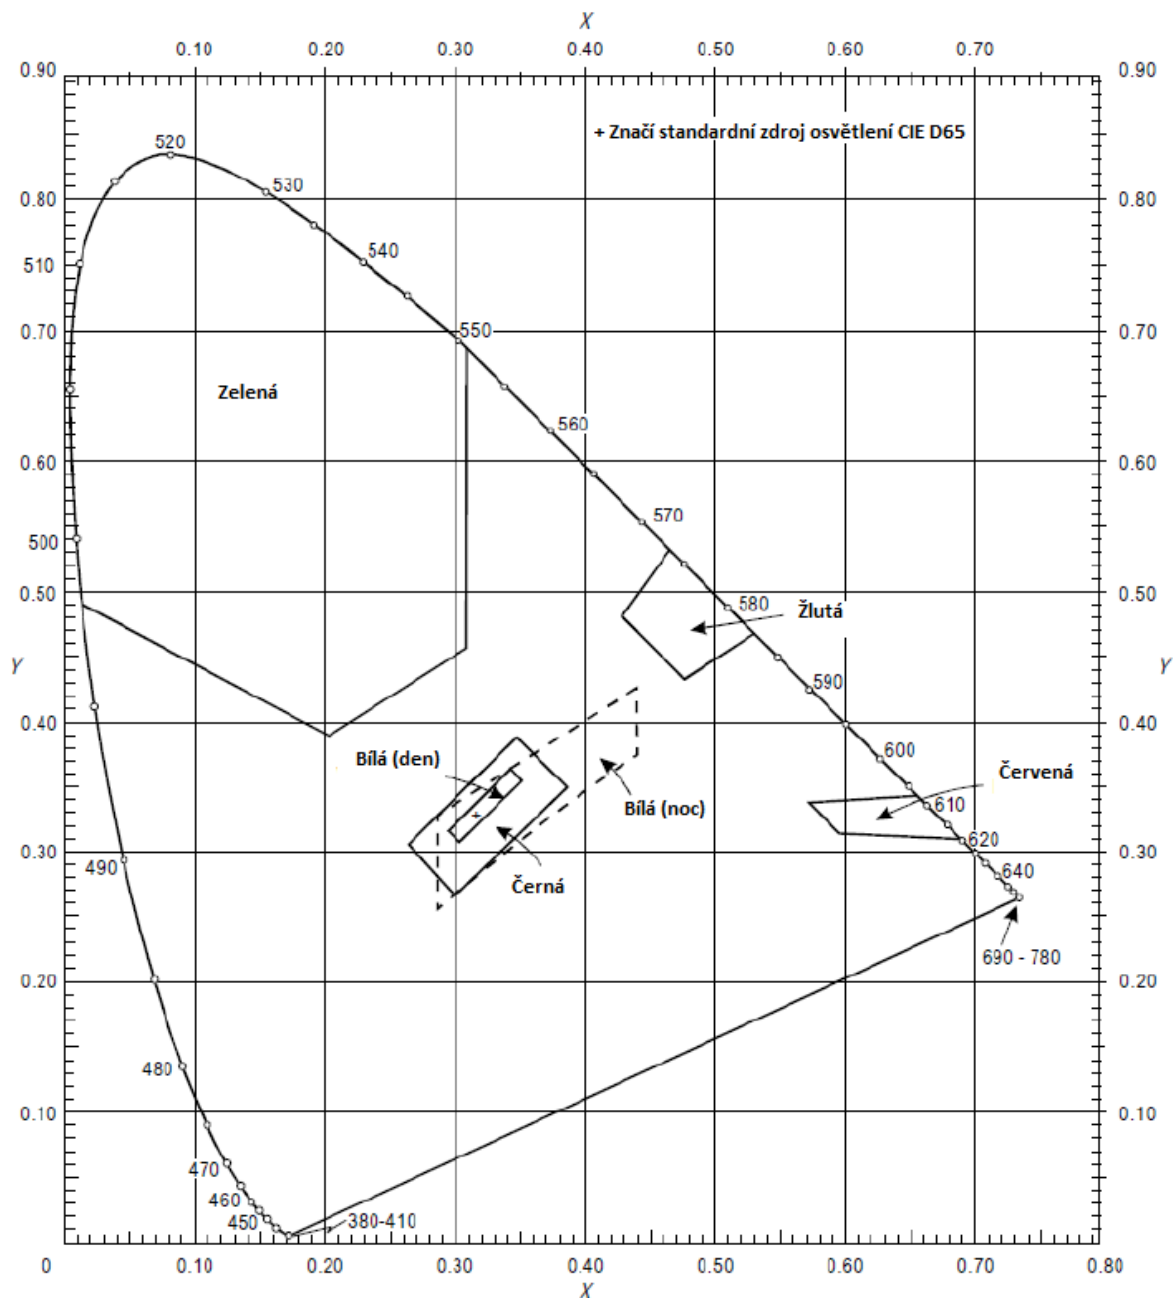 X
0.10 0.20 0.30 0.40 0.50 0.60 0.70
0.90 0.90
+ Značí standardní zdroj osvětlení CIE D65
520
530
0.80 0.80
540
510
550
0.70 0.70
Zelená
560
0.60 0.60
570
500
0.50 580 0.50
Žlutá
Y Y
590
0.40 0.40
600
Bílá (den)
Červená
Bílá (noc)
610
620
0.30 0.30
490
640
Černá
690 - 780
0.20 0.20
480
0.10 0.10
470
460
450 380-410
0 0.10 0.20 0.30 0.40 0.50 0.60 0.70 0.80
X